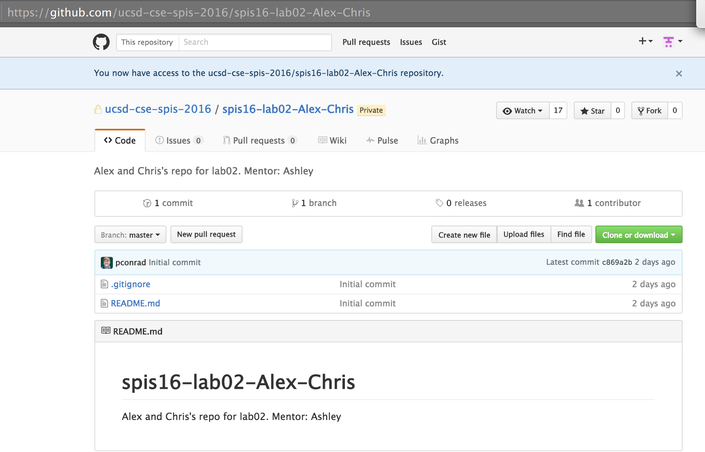 https://github.com/ucsd-cse-spis-2016/spis16-lab02-Alex-Chris
This repository Search Pull requests Issues Gist
You now have access to the ucsd-cse-spis-2016/spis16-lab02-Alex-Chris repository.
ucsd-cse-spis-2016 / spis16-lab02-Alex-Chris Private Watch 17 Star 0 Fork 0
Code Issues 0 Pull requests 0 Wiki Pulse Graphs
Alex and Chris's repo for lab02. Mentor: Ashley
1 commit 1 branch 0 releases 1 contributor
Branch: master New pull request Create new file Upload files Find file Clone or download
pconrad Initial commit Latest commit c869a2b 2 days ago
.gitignore Initial commit 2 days ago
README.md Initial commit 2 days ago
README.md
spis16-lab02-Alex-Chris
Alex and Chris's repo for lab02. Mentor: Ashley